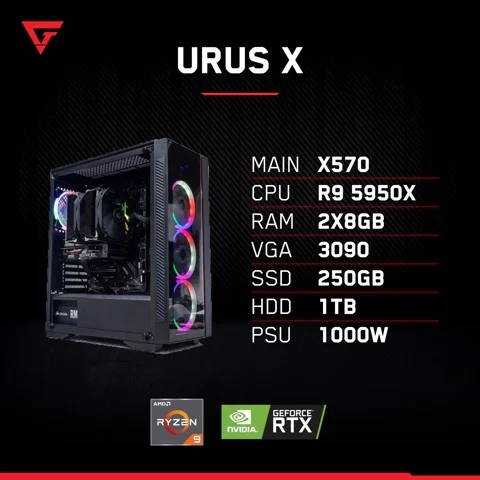 URUS X
MAIN X570
CPU R9 5950X
RAM 2X8GB
VGA 3090
SSD 250GB
HDD 1TB
PSU 1000W
RM
AMD
RYZEN
9
NVIDIA.
GEFORCE
RTX